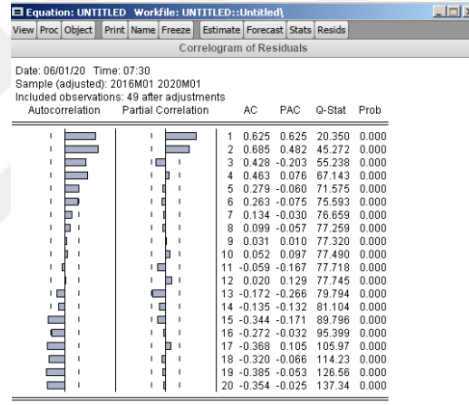 Equation: UNTITLED Workfile: UNTITLED::Untitled\
View Proc Object Print Name Freeze Estimate Forecast Stats Resids
Correlogram of Residuals
Date: 06/01/20 Time: 07:30
Sample (adjusted): 2016M01 2020M01
Included observations: 49 after adjustments
Autocorrelation Partial Correlation AC PAC Q-Stat Prob
1 0.625 0.625 20.350 0.000
2 0.685 0.482 45.272 0.000
3 0.428 -0.203 55.238 0.000
4 0.463 0.076 67.143 0.000
5 0.279 -0.060 71.575 0.000
6 0.263 -0.075 75.593 0.000
7 0.134 -0.030 76.659 0.000
8 0.099 -0.057 77.259 0.000
9 0.031 0.010 77.320 0.000
10 0.052 0.097 77.490 0.000
11 -0.059 -0.167 77.718 0.000
12 0.020 0.129 77.745 0.000
13 -0.172 -0.266 79.794 0.000
14 -0.135 -0.132 81.104 0.000
15 -0.344 -0.171 89.796 0.000
16 -0.272 -0.032 95.399 0.000
17 -0.368 0.105 105.97 0.000
18 -0.320 -0.066 114.23 0.000
19 -0.385 -0.053 126.56 0.000
20 -0.354 -0.025 137.34 0.000